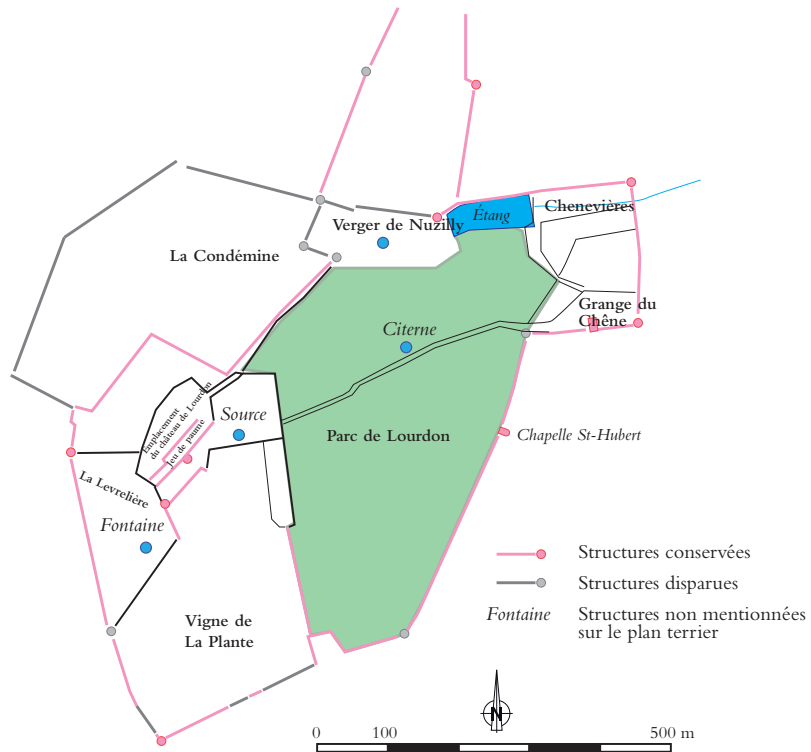 Étang
Chenevières
Verger de Nuzilly
La Condémine
Grange du
Chêne
Citerne
Emplacement
du château de Lourdon
Jeu de paume
Source
Parc de Lourdon
Chapelle St-Hubert
La Levrelière
Fontaine
Vigne de
La Plante
Structures conservées
Structures disparues
Fontaine Structures non mentionnées
sur le plan terrier
N
0 100 500 m